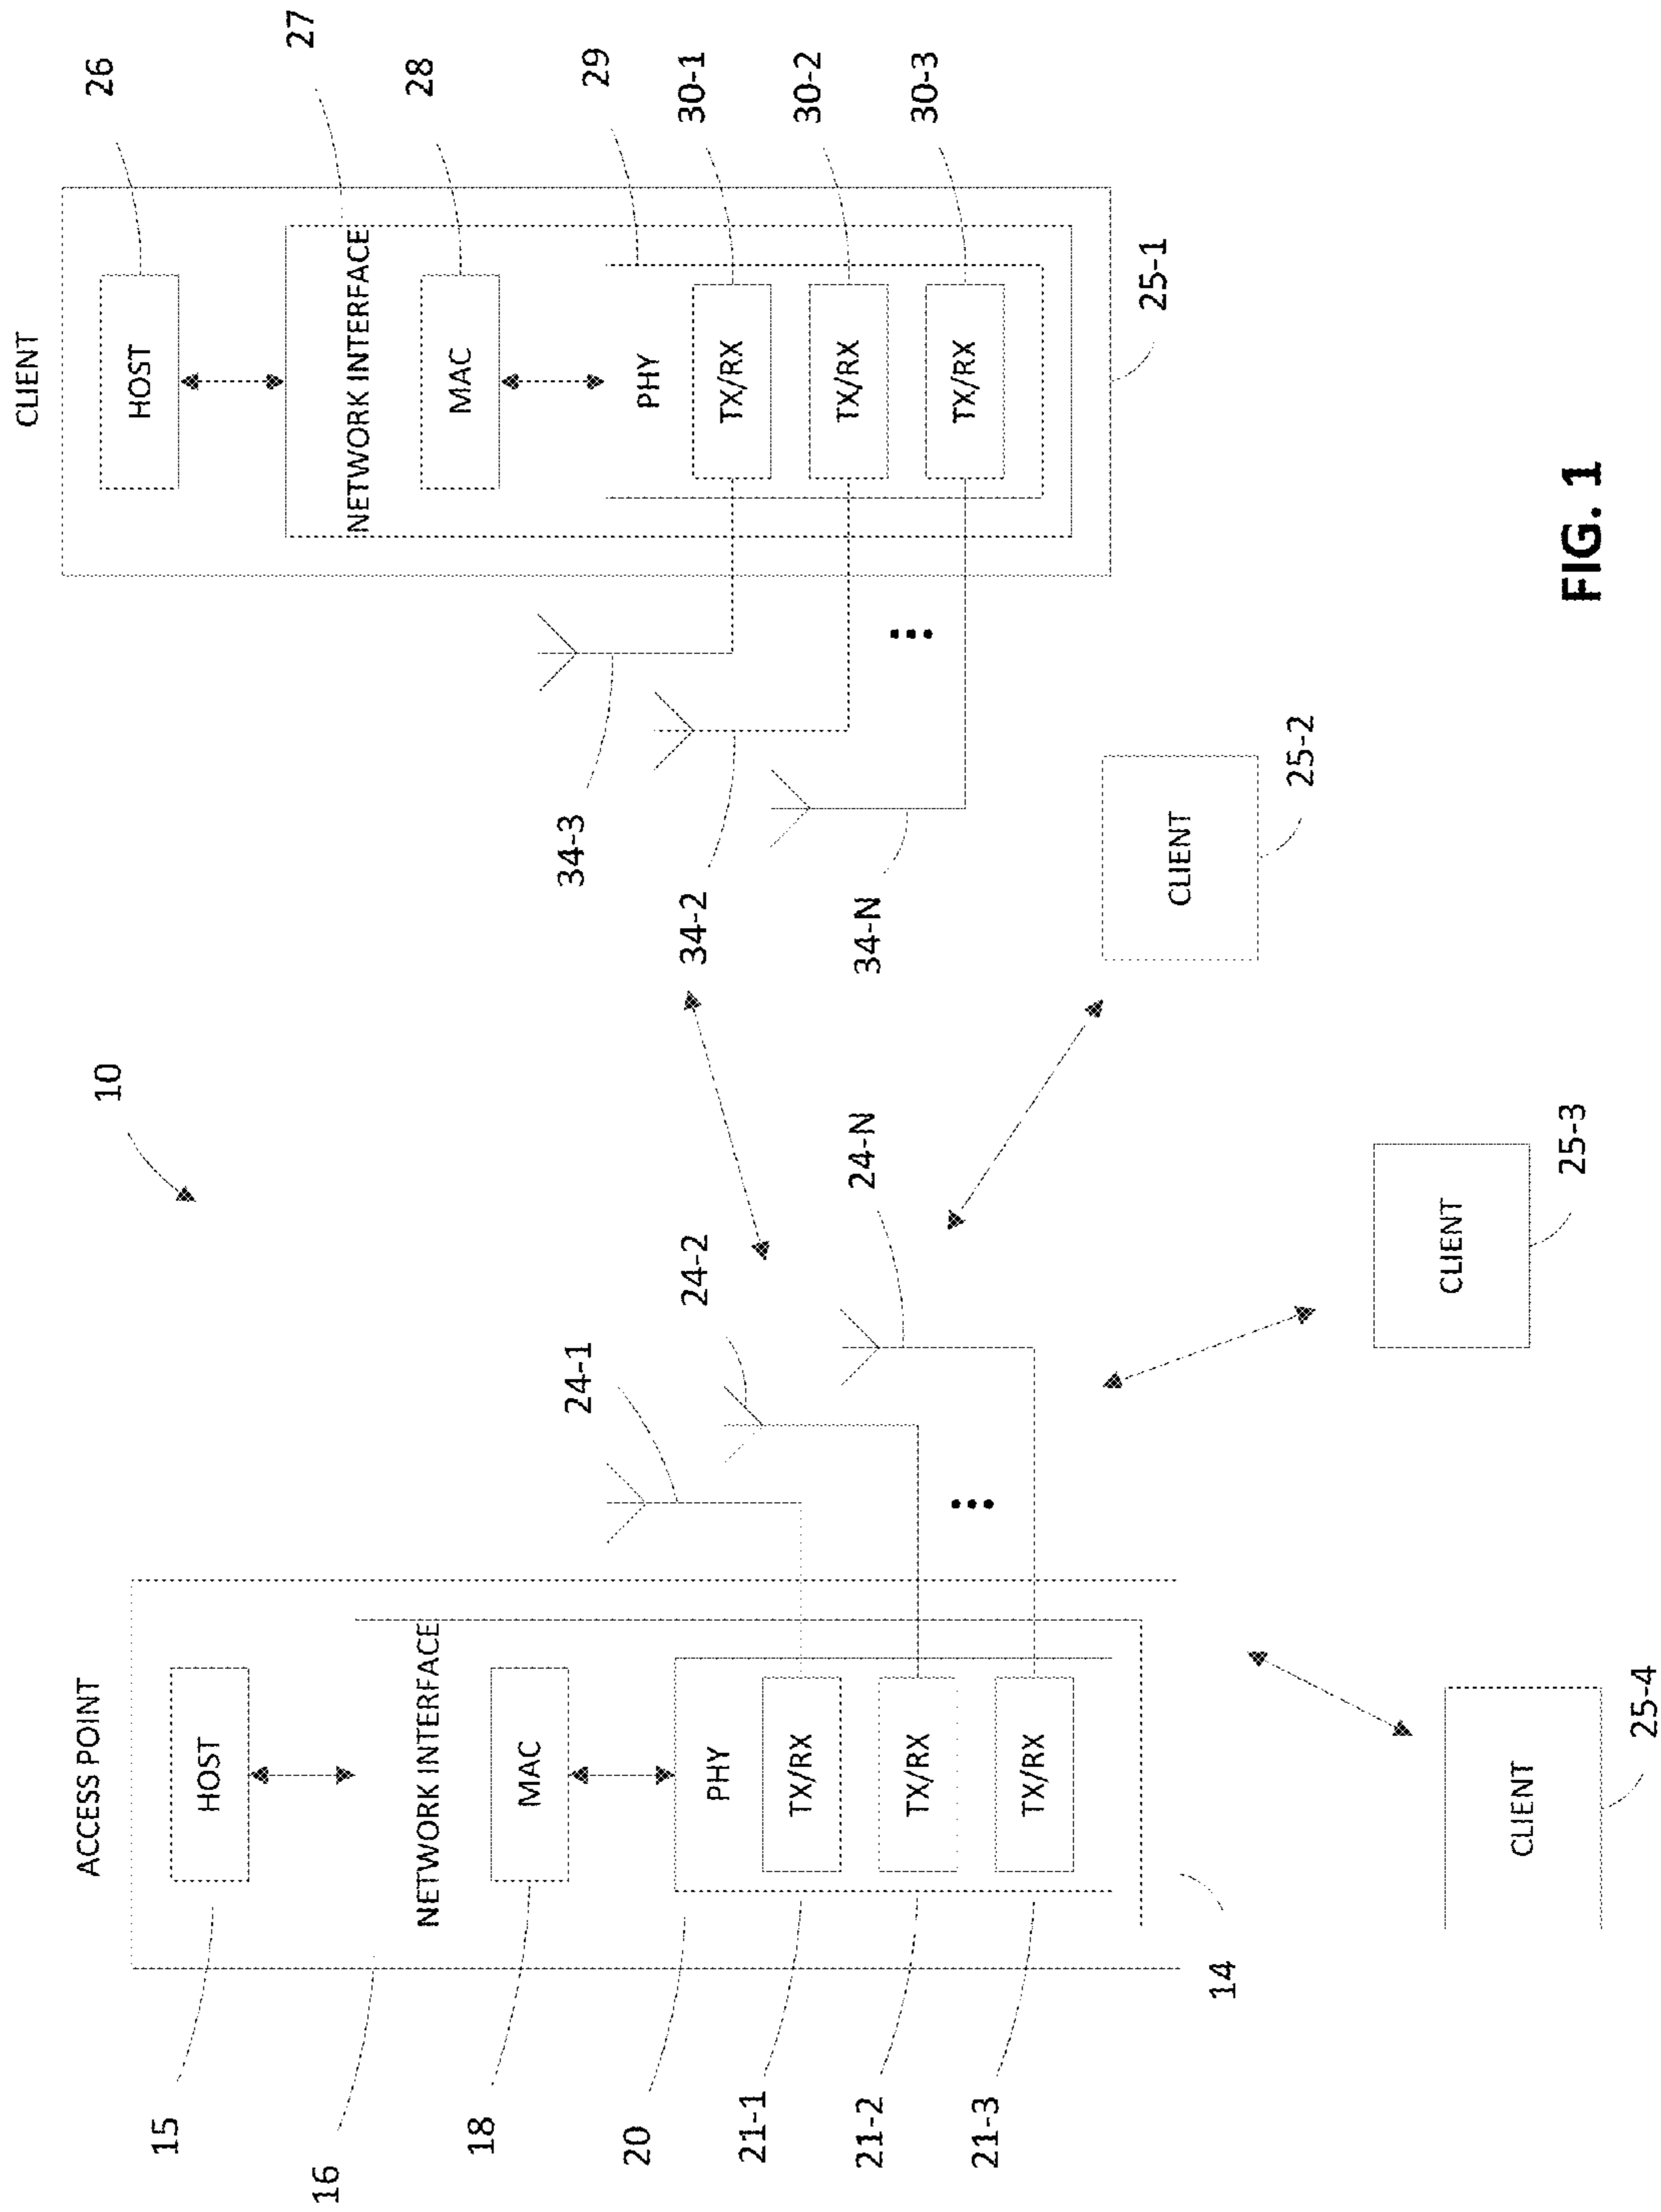 10
ACCESS POINT
HOST
NETWORK INTERFACE
MAC
PHY
TX/RX
TX/RX
TX/RX
15
16
18
20
21-1
21-2
21-3
14
24-1
24-2
24-N
CLIENT
HOST
NETWORK INTERFACE
MAC
PHY
TX/RX
TX/RX
TX/RX
26
27
28
29
30-1
30-2
30-3
25-1
34-3
34-2
34-N
CLIENT
25-2
CLIENT
25-3
CLIENT
25-4
FIG. 1